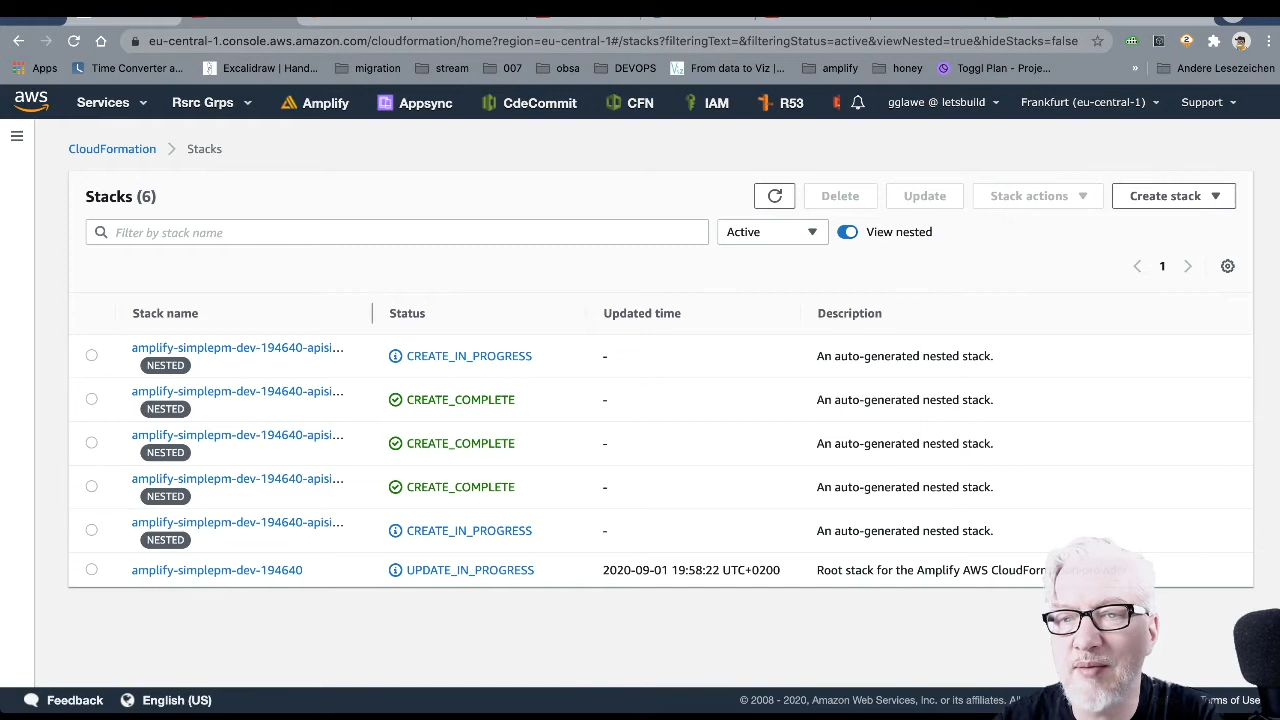 eu-central-1.console.aws.amazon.com/cloudformation/home?region=eu-central-1#/stacks?filteringText=&filteringStatus=active&viewNested=true&hideStacks=false
Apps Time Converter a... Excalidraw | Hand... migration stream 007 obsa DEVOPS From data to Viz |... amplify honey Toggl Plan - Proje... » Andere Lesezeichen
aws Services Rsrc Grps Amplify Appsync CdeCommit CFN IAM R53 gglawe @ letsbuild Frankfurt (eu-central-1) Support
CloudFormation > Stacks
Stacks (6) Delete Update Stack actions Create stack
Filter by stack name Active View nested
1
Stack name Status Updated time Description
amplify-simplepm-dev-194640-apisi... CREATE_IN_PROGRESS - An auto-generated nested stack.
NESTED
amplify-simplepm-dev-194640-apisi... CREATE_COMPLETE - An auto-generated nested stack.
NESTED
amplify-simplepm-dev-194640-apisi... CREATE_COMPLETE - An auto-generated nested stack.
NESTED
amplify-simplepm-dev-194640-apisi... CREATE_COMPLETE - An auto-generated nested stack.
NESTED
amplify-simplepm-dev-194640-apisi... CREATE_IN_PROGRESS - An auto-generated nested stack.
NESTED
amplify-simplepm-dev-194640 UPDATE_IN_PROGRESS 2020-09-01 19:58:22 UTC+0200 Root stack for the Amplify AWS CloudForm
Feedback English (US) © 2008 - 2020, Amazon Web Services, Inc. or its affiliates. All Terms of Use